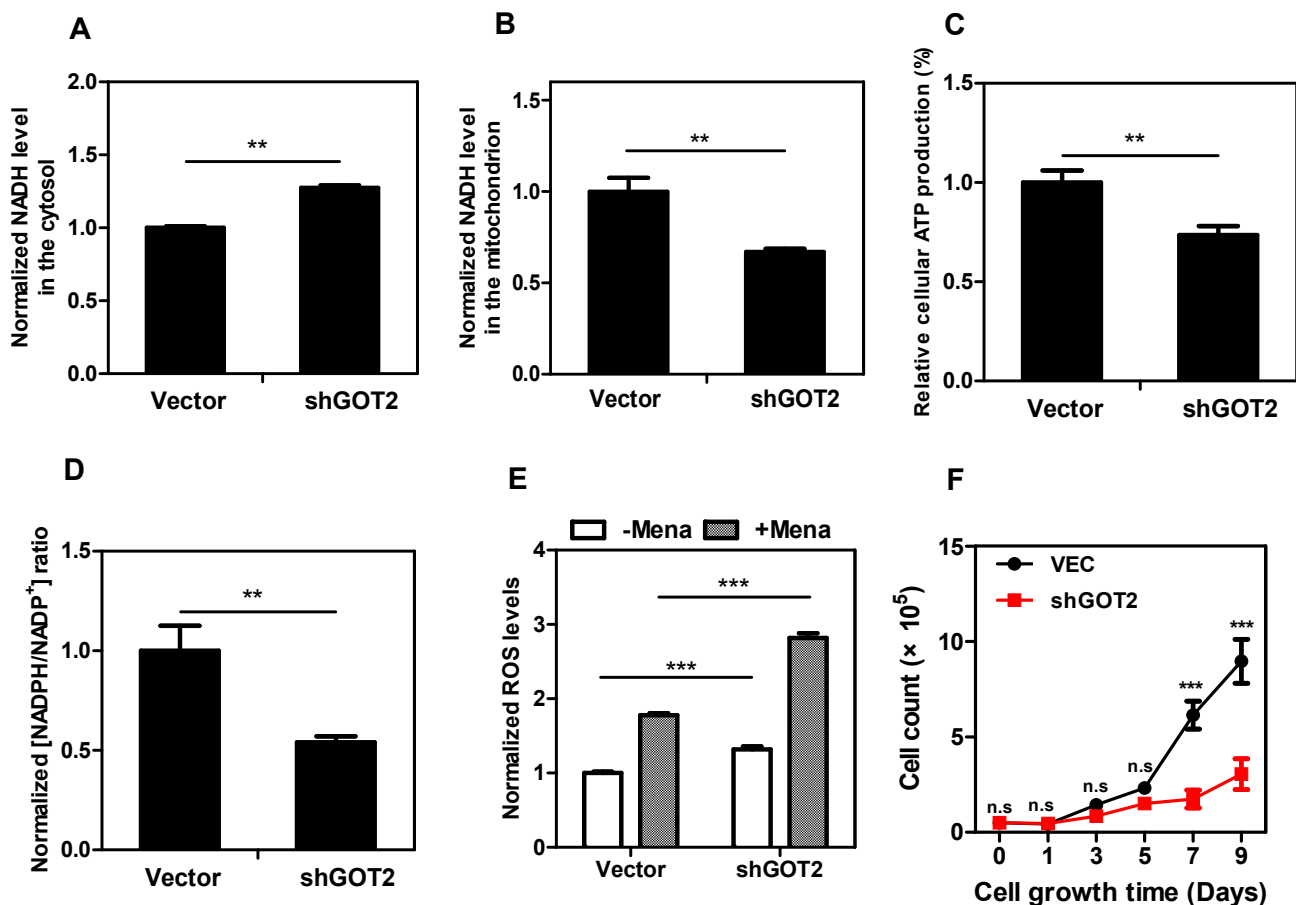 A
Normalized NADH level
in the cytosol
2.0
1.5
1.0
0.5
0.0
**
Vector
shGOT2
B
Normalized NADH level
in the mitochondrion
1.5
1.0
0.5
0.0
**
Vector
shGOT2
C
Relative cellular ATP production (%)
1.5
1.0
0.5
0.0
**
Vector
shGOT2
D
Normalized [NADPH/NADP+] ratio
1.5
1.0
0.5
0.0
**
Vector
shGOT2
E
-Mena
+Mena
Normalized ROS levels
4
3
2
1
0
***
***
Vector
shGOT2
F
Cell count (× 10⁵)
15
10
5
0
VEC
shGOT2
n.s
n.s
n.s
n.s
***
***
0
1
3
5
7
9
Cell growth time (Days)